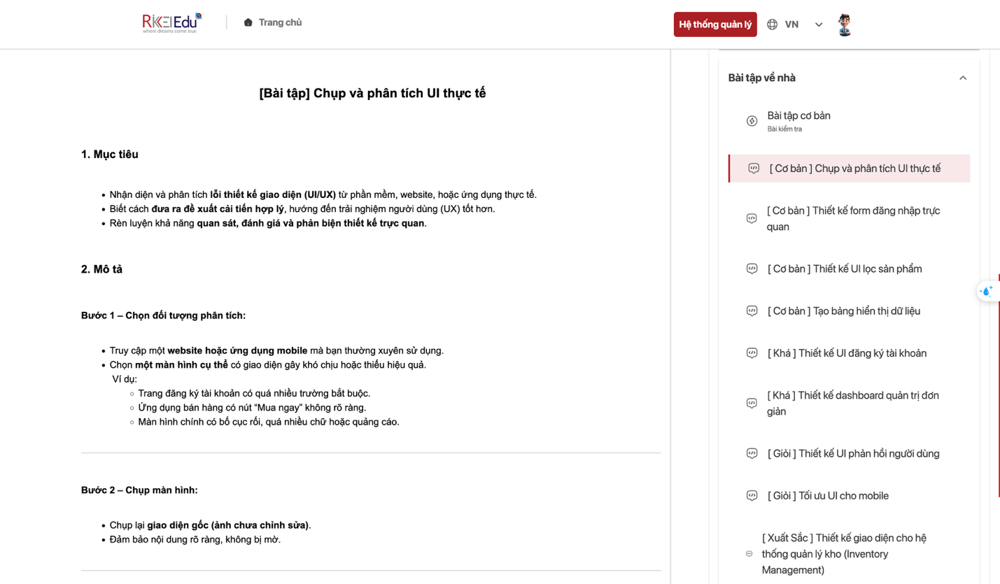 RIKKEI Edu
where dreams come true
Trang chủ
Hệ thống quản lý
VN
[Bài tập] Chụp và phân tích UI thực tế
1. Mục tiêu
Nhận diện và phân tích lỗi thiết kế giao diện (UI/UX) từ phần mềm, website, hoặc ứng dụng thực tế.
Biết cách đưa ra đề xuất cải tiến hợp lý, hướng đến trải nghiệm người dùng (UX) tốt hơn.
Rèn luyện khả năng quan sát, đánh giá và phản biện thiết kế trực quan.
2. Mô tả
Bước 1 – Chọn đối tượng phân tích:
Truy cập một website hoặc ứng dụng mobile mà bạn thường xuyên sử dụng.
Chọn một màn hình cụ thể có giao diện gây khó chịu hoặc thiếu hiệu quả.
Ví dụ:
Trang đăng ký tài khoản có quá nhiều trường bắt buộc.
Ứng dụng bán hàng có nút “Mua ngay” không rõ ràng.
Màn hình chính có bố cục rối, quá nhiều chữ hoặc quảng cáo.
Bước 2 – Chụp màn hình:
Chụp lại giao diện gốc (ảnh chưa chỉnh sửa).
Đảm bảo nội dung rõ ràng, không bị mờ.
Bài tập về nhà
Bài tập cơ bản
Bài kiểm tra
[ Cơ bản ] Chụp và phân tích UI thực tế
[ Cơ bản ] Thiết kế form đăng nhập trực
quan
[ Cơ bản ] Thiết kế UI lọc sản phẩm
[ Cơ bản ] Tạo bảng hiển thị dữ liệu
[ Khá ] Thiết kế UI đăng ký tài khoản
[ Khá ] Thiết kế dashboard quản trị đơn
giản
[ Giỏi ] Thiết kế UI phản hồi người dùng
[ Giỏi ] Tối ưu UI cho mobile
[ Xuất Sắc ] Thiết kế giao diện cho hệ
thống quản lý kho (Inventory
Management)